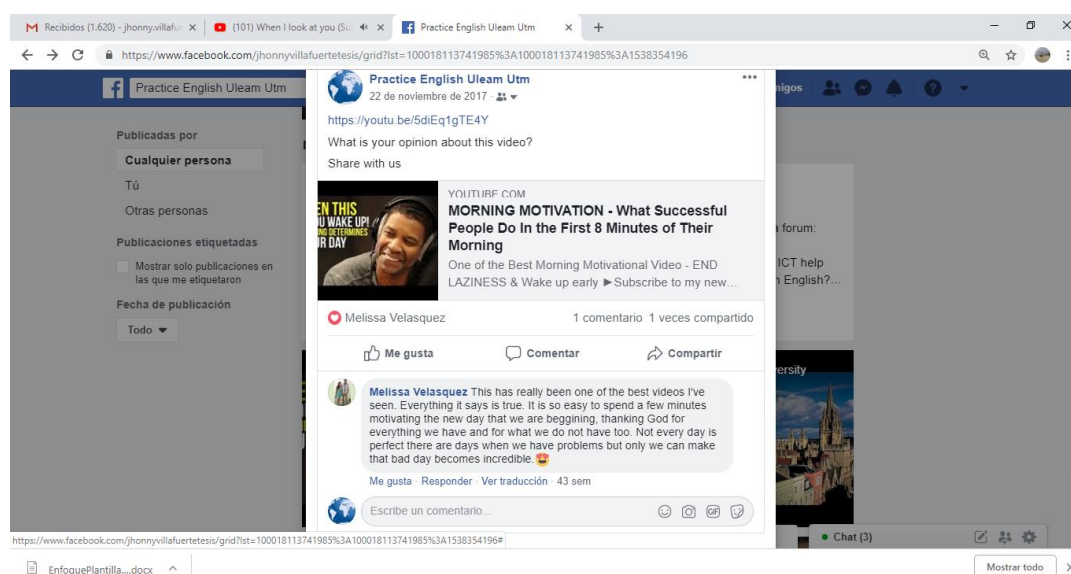 Recibidos (1.620) - jhonny.villafu
(101) When I look at you (Su
Practice English Uleam Utm
https://www.facebook.com/jhonnyvillafuertetesis/grid?lst=100018113741985%3A100018113741985%3A1538354196
Practice English Uleam Utm
migos
Publicadas por
Cualquier persona
Tú
Otras personas
Publicaciones etiquetadas
Mostrar solo publicaciones en
las que me etiquetaron
Fecha de publicación
Todo
Practice English Uleam Utm
22 de noviembre de 2017
https://youtu.be/5diEq1gTE4Y
What is your opinion about this video?
Share with us
EN THIS
U WAKE UP!
NG DETERMINES
R DAY
YOUTUBE.COM
MORNING MOTIVATION - What Successful
People Do In the First 8 Minutes of Their
Morning
One of the Best Morning Motivational Video - END
LAZINESS & Wake up early ►Subscribe to my new...
Melissa Velasquez 1 comentario 1 veces compartido
Me gusta Comentar Compartir
Melissa Velasquez This has really been one of the best videos I've
seen. Everything it says is true. It is so easy to spend a few minutes
motivating the new day that we are beggining, thanking God for
everything we have and for what we do not have too. Not every day is
perfect there are days when we have problems but only we can make
that bad day becomes incredible.
Me gusta · Responder · Ver traducción · 43 sem
Escribe un comentario...
GIF
forum:
ICT help
English?...
ersity
Chat (3)
https://www.facebook.com/jhonnyvillafuertetesis/grid?lst=100018113741985%3A100018113741985%3A1538354196#
EnfoquePlantilla....docx
Mostrar todo